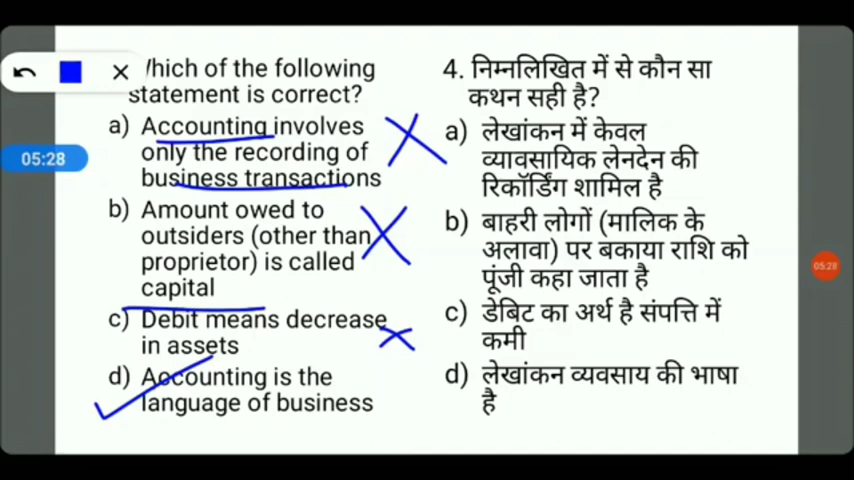 Which of the following
statement is correct?
a) Accounting involves
only the recording of
business transactions
b) Amount owed to
outsiders (other than
proprietor) is called
capital
c) Debit means decrease
in assets
d) Accounting is the
language of business
4. निम्नलिखित में से कौन सा
कथन सही है?
a) लेखांकन में केवल
व्यावसायिक लेनदेन की
रिकॉर्डिंग शामिल है
b) बाहरी लोगों (मालिक के
अलावा) पर बकाया राशि को
पूंजी कहा जाता है
c) डेबिट का अर्थ है संपत्ति में
कमी
d) लेखांकन व्यवसाय की भाषा
है
05:28
05:28